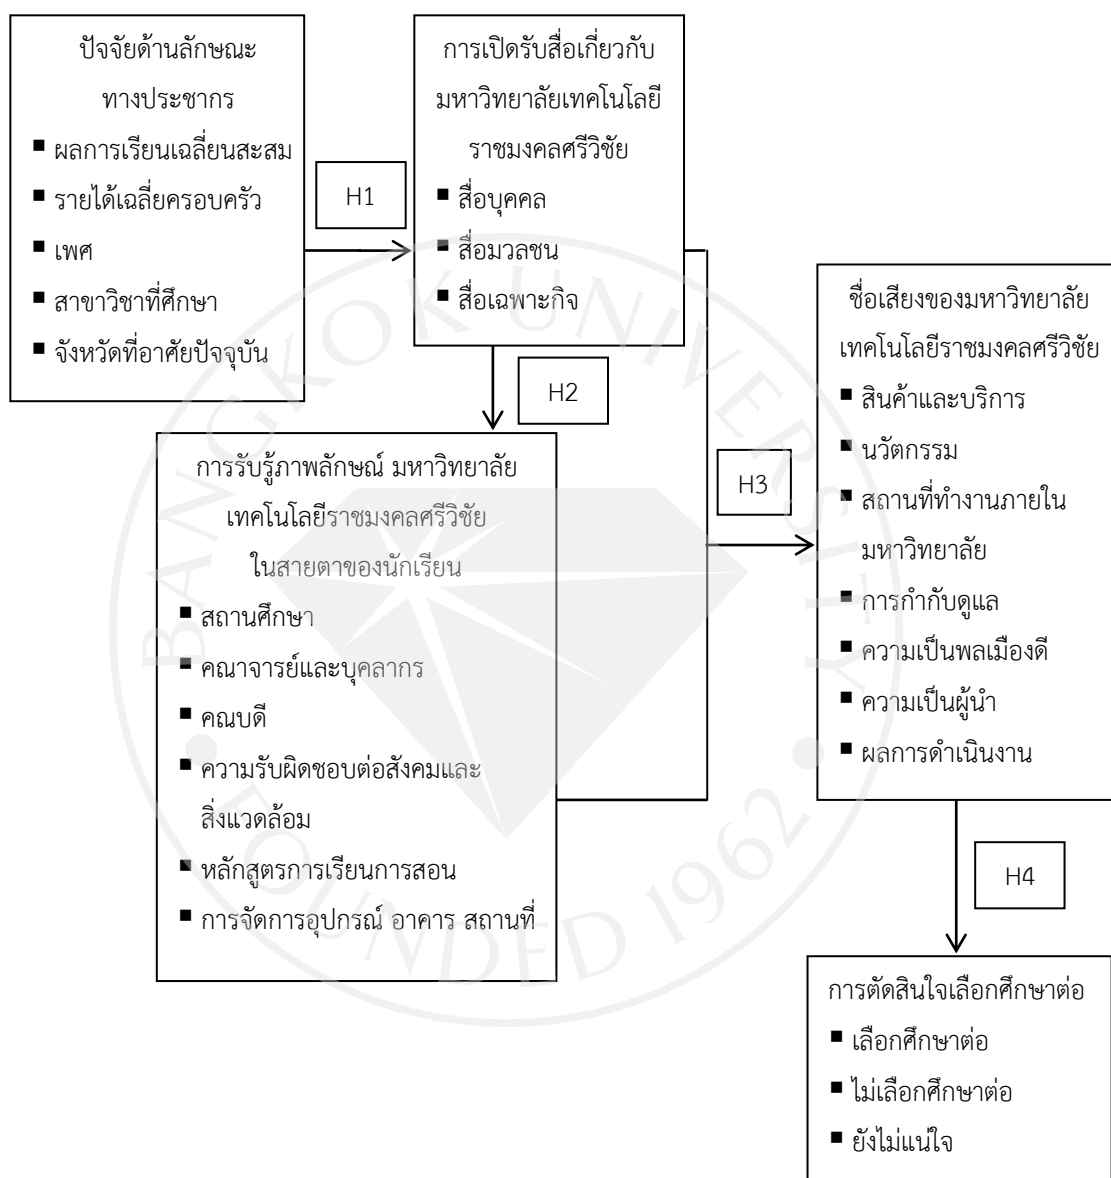 ปัจจัยด้านลักษณะ
ทางประชากร
▪ ผลการเรียนเฉลี่ยนสะสม
▪ รายได้เฉลี่ยครอบครัว
▪ เพศ
▪ สาขาวิชาที่ศึกษา
▪ จังหวัดที่อาศัยปัจจุบัน
H1
การเปิดรับสื่อเกี่ยวกับ
มหาวิทยาลัยเทคโนโลยี
ราชมงคลศรีวิชัย
▪ สื่อบุคคล
▪ สื่อมวลชน
▪ สื่อเฉพาะกิจ
H2
การรับรู้ภาพลักษณ์ มหาวิทยาลัย
เทคโนโลยีราชมงคลศรีวิชัย
ในสายตาของนักเรียน
▪ สถานศึกษา
▪ คณาจารย์และบุคลากร
▪ คณบดี
▪ ความรับผิดชอบต่อสังคมและ
สิ่งแวดล้อม
▪ หลักสูตรการเรียนการสอน
▪ การจัดการอุปกรณ์ อาคาร สถานที่
H3
ชื่อเสียงของมหาวิทยาลัย
เทคโนโลยีราชมงคลศรีวิชัย
▪ สินค้าและบริการ
▪ นวัตกรรม
▪ สถานที่ทำงานภายใน
มหาวิทยาลัย
▪ การกำกับดูแล
▪ ความเป็นพลเมืองดี
▪ ความเป็นผู้นำ
▪ ผลการดำเนินงาน
H4
การตัดสินใจเลือกศึกษาต่อ
▪ เลือกศึกษาต่อ
▪ ไม่เลือกศึกษาต่อ
▪ ยังไม่แน่ใจ
BANGKOK UNIVERSITY
FOUNDED 1962